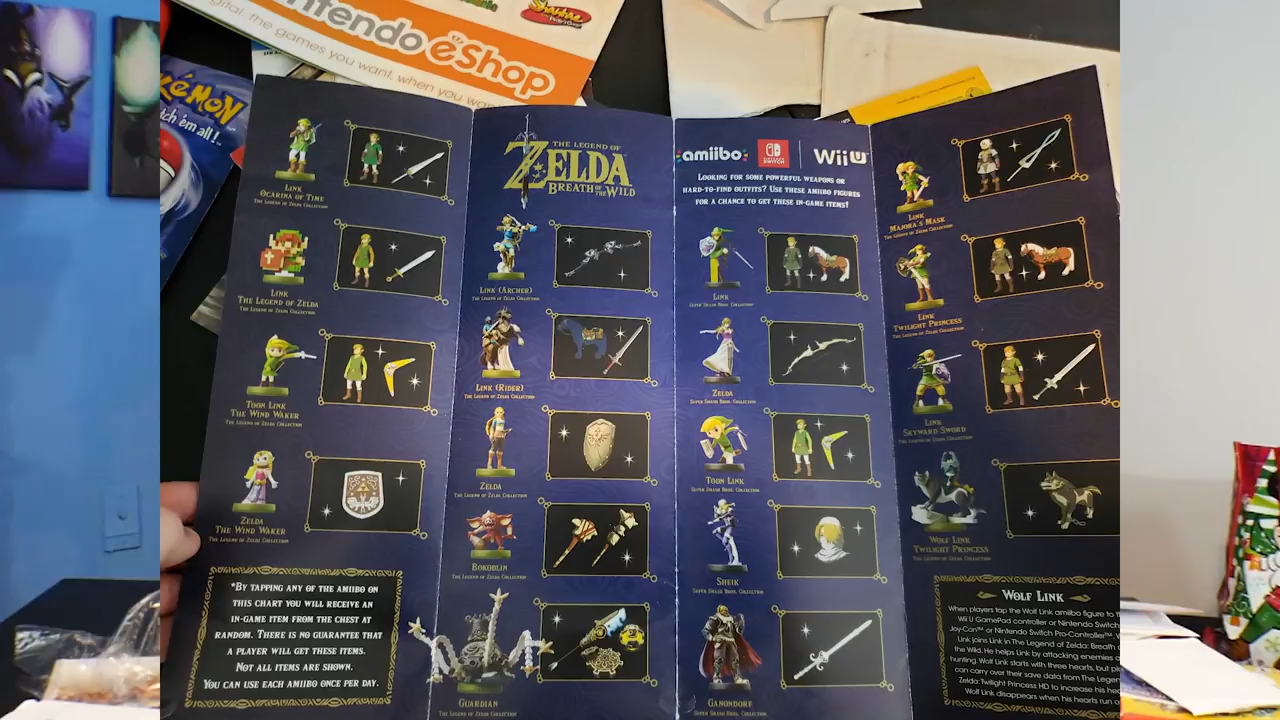 ntendo eShop
gital. the games you want, when you wan
Shantae
kémon
ch 'em all!
LINK
OCARINA OF TIME
THE LEGEND OF ZELDA COLLECTION
LINK
THE LEGEND OF ZELDA
THE LEGEND OF ZELDA COLLECTION
TOON LINK
THE WIND WAKER
THE LEGEND OF ZELDA COLLECTION
ZELDA
THE WIND WAKER
THE LEGEND OF ZELDA COLLECTION
*BY TAPPING ANY OF THE AMIIBO ON
THIS CHART YOU WILL RECEIVE AN
IN-GAME ITEM FROM THE CHEST AT
RANDOM. THERE IS NO GUARANTEE THAT
A PLAYER WILL GET THESE ITEMS.
NOT ALL ITEMS ARE SHOWN.
YOU CAN USE EACH AMIIBO ONCE PER DAY.
THE LEGEND OF
ZELDA
BREATH OF THE WILD
LINK (ARCHER)
THE LEGEND OF ZELDA COLLECTION
LINK (RIDER)
THE LEGEND OF ZELDA COLLECTION
ZELDA
THE LEGEND OF ZELDA COLLECTION
BOKOBLIN
THE LEGEND OF ZELDA COLLECTION
GUARDIAN
THE LEGEND OF ZELDA COLLECTION
amiibo
NINTENDO SWITCH
Wii U
LOOKING FOR SOME POWERFUL WEAPONS OR
HARD-TO-FIND OUTFITS? USE THESE AMIIBO FIGURES
FOR A CHANCE TO GET THESE IN-GAME ITEMS!
LINK
SUPER SMASH BROS. COLLECTION
ZELDA
SUPER SMASH BROS. COLLECTION
TOON LINK
SUPER SMASH BROS. COLLECTION
SHEIK
SUPER SMASH BROS. COLLECTION
GANONDORF
SUPER SMASH BROS. COLLECTION
LINK
MAJORA'S MASK
THE LEGEND OF ZELDA COLLECTION
LINK
TWILIGHT PRINCESS
THE LEGEND OF ZELDA COLLECTION
LINK
SKYWARD SWORD
THE LEGEND OF ZELDA COLLECTION
WOLF LINK
TWILIGHT PRINCESS
THE LEGEND OF ZELDA COLLECTION
WOLF LINK
When players tap the Wolf Link amiibo figure to th
Wii U GamePad controller or Nintendo Switch
Joy-Con™ or Nintendo Switch Pro-Controller™, W
Link joins Link in The Legend of Zelda: Breath o
the Wild. He helps Link by attacking enemies a
hunting. Wolf Link starts with three hearts, but pla
can carry over their save data from The Legen
Zelda: Twilight Princess HD to increase his hea
Wolf Link disappears when his hearts run o